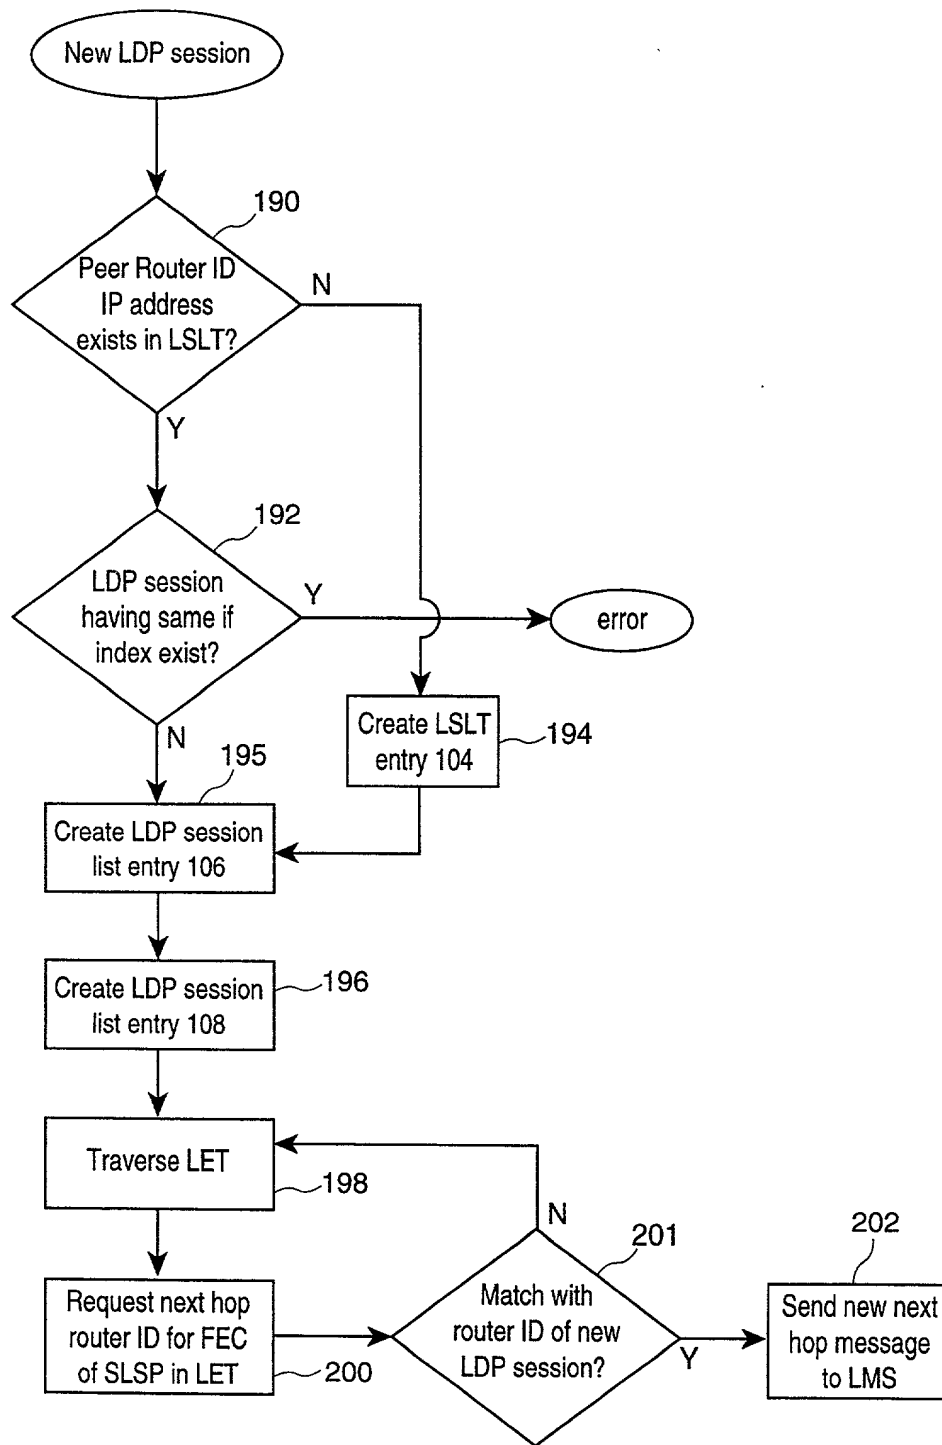 New LDP session
190
Peer Router ID
IP address
exists in LSLT?
N
Y
192
LDP session
having same if
index exist?
Y
error
N
Create LSLT
entry 104
194
195
Create LDP session
list entry 106
Create LDP session
list entry 108
196
Traverse LET
198
N
201
202
Request next hop
router ID for FEC
of SLSP in LET
200
Match with
router ID of new
LDP session?
Y
Send new next
hop message
to LMS